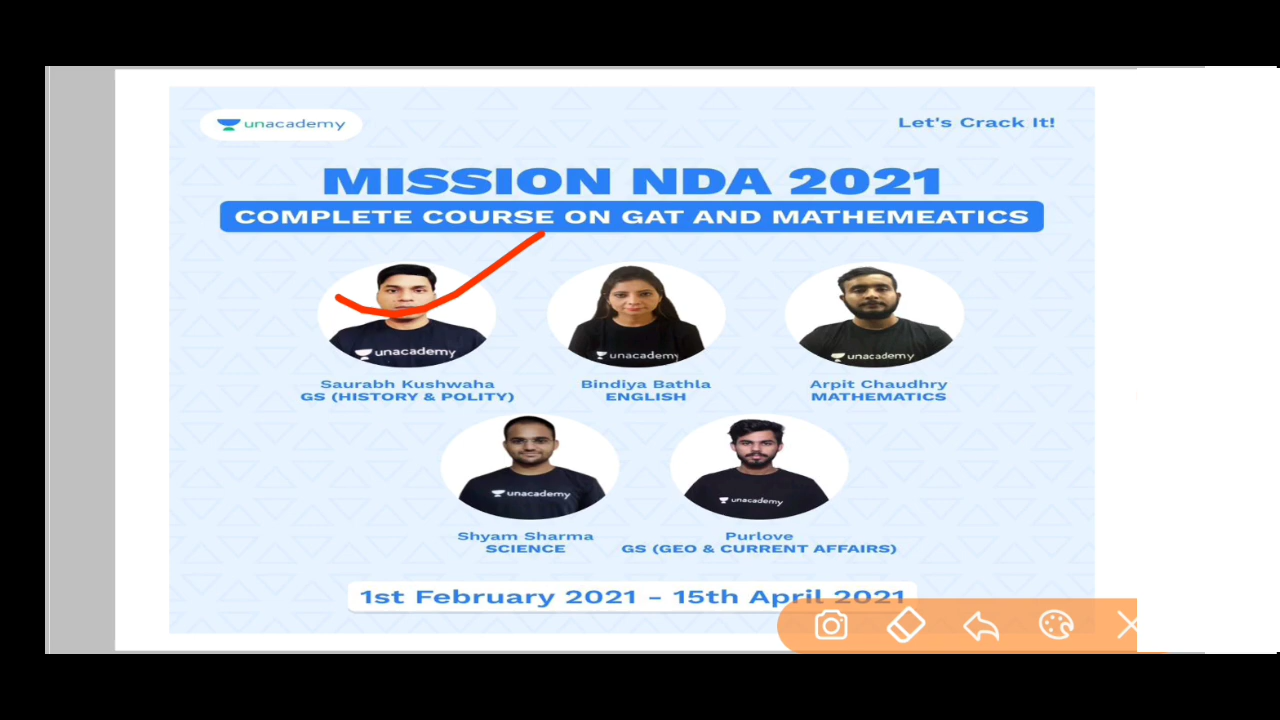 unacademy
Let's Crack It!
MISSION NDA 2021
COMPLETE COURSE ON GAT AND MATHEMEATICS
unacademy
unacademy
unacademy
Saurabh Kushwaha
GS (HISTORY & POLITY)
Bindiya Bathla
ENGLISH
Arpit Chaudhry
MATHEMATICS
unacademy
unacademy
Shyam Sharma
SCIENCE
Purlove
GS (GEO & CURRENT AFFAIRS)
1st February 2021 - 15th April 2021